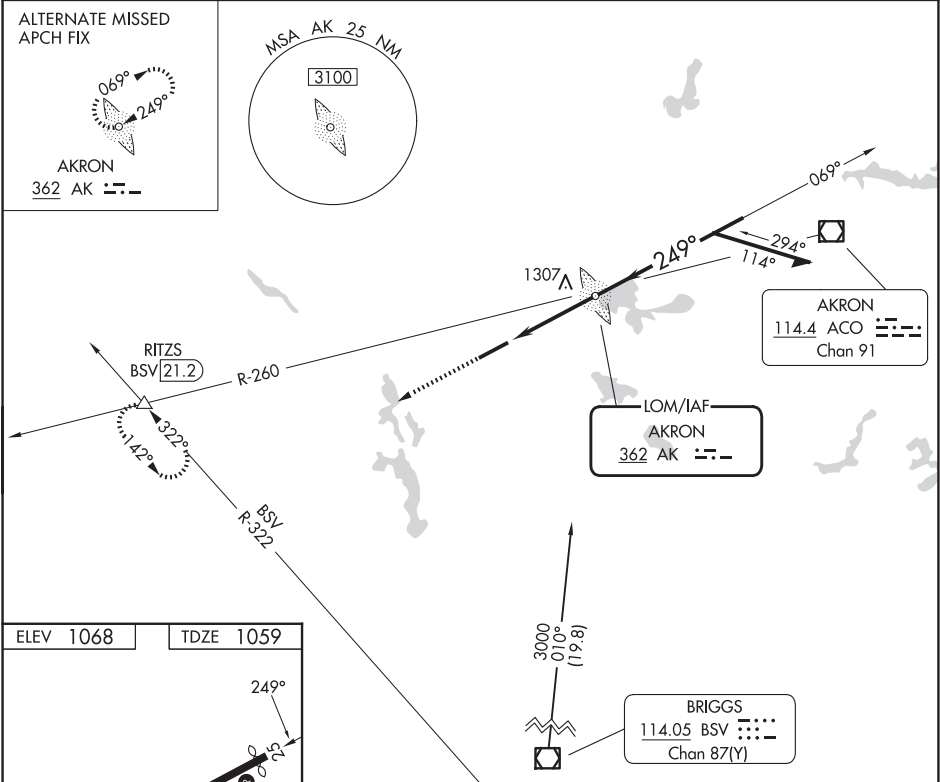 ALTERNATE MISSED
APCH FIX
069°
249°
AKRON
362 AK
MSA AK 25 NM
3100
069°
249°
294°
114°
1307
AKRON
114.4 ACO
Chan 91
RITZS
BSV 21.2
R-260
322°
142°
LOM/IAF
AKRON
362 AK
BSV
R-322
3000
010°
(19.8)
BRIGGS
114.05 BSV
Chan 87(Y)
ELEV 1068
TDZE 1059
249°
25